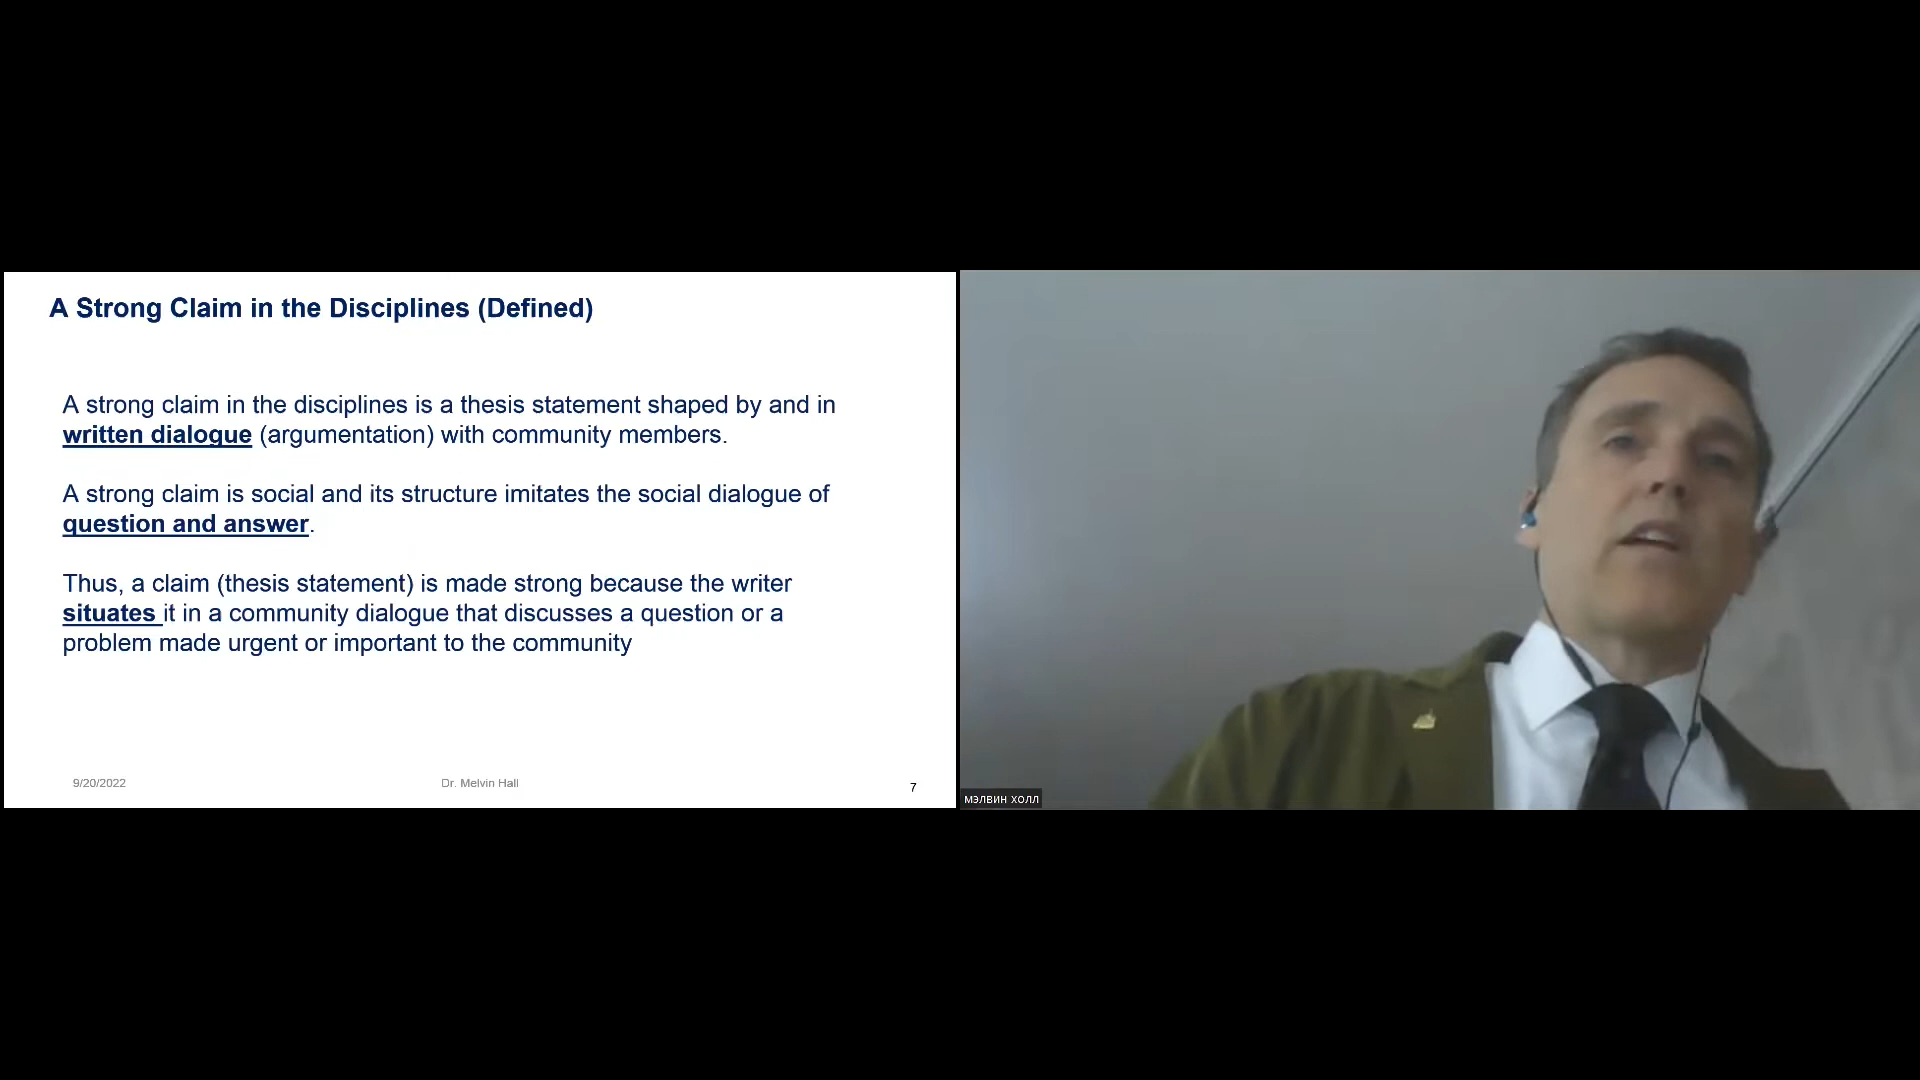 A Strong Claim in the Disciplines (Defined)
A strong claim in the disciplines is a thesis statement shaped by and in
written dialogue (argumentation) with community members.
A strong claim is social and its structure imitates the social dialogue of
question and answer.
Thus, a claim (thesis statement) is made strong because the writer
situates it in a community dialogue that discusses a question or a
problem made urgent or important to the community
9/20/2022
Dr. Melvin Hall
7
мэлвин холл